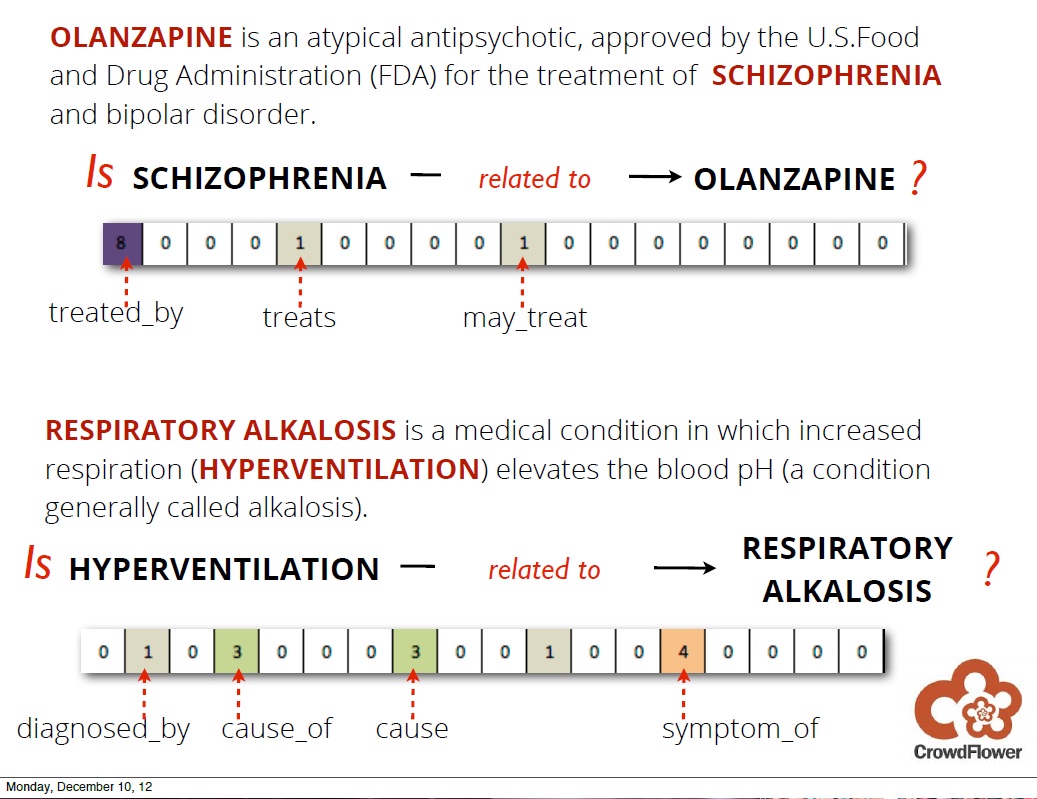 OLANZAPINE is an atypical antipsychotic, approved by the U.S.Food
and Drug Administration (FDA) for the treatment of SCHIZOPHRENIA
and bipolar disorder.
Is SCHIZOPHRENIA — related to → OLANZAPINE ?
8 0 0 0 1 0 0 0 0 1 0 0 0 0 0 0 0 0
treated_by treats may_treat
RESPIRATORY ALKALOSIS is a medical condition in which increased
respiration (HYPERVENTILATION) elevates the blood pH (a condition
generally called alkalosis).
Is HYPERVENTILATION — related to → RESPIRATORY
ALKALOSIS ?
0 1 0 3 0 0 0 3 0 0 1 0 0 4 0 0 0 0
diagnosed_by cause_of cause symptom_of
CrowdFlower
Monday, December 10, 12